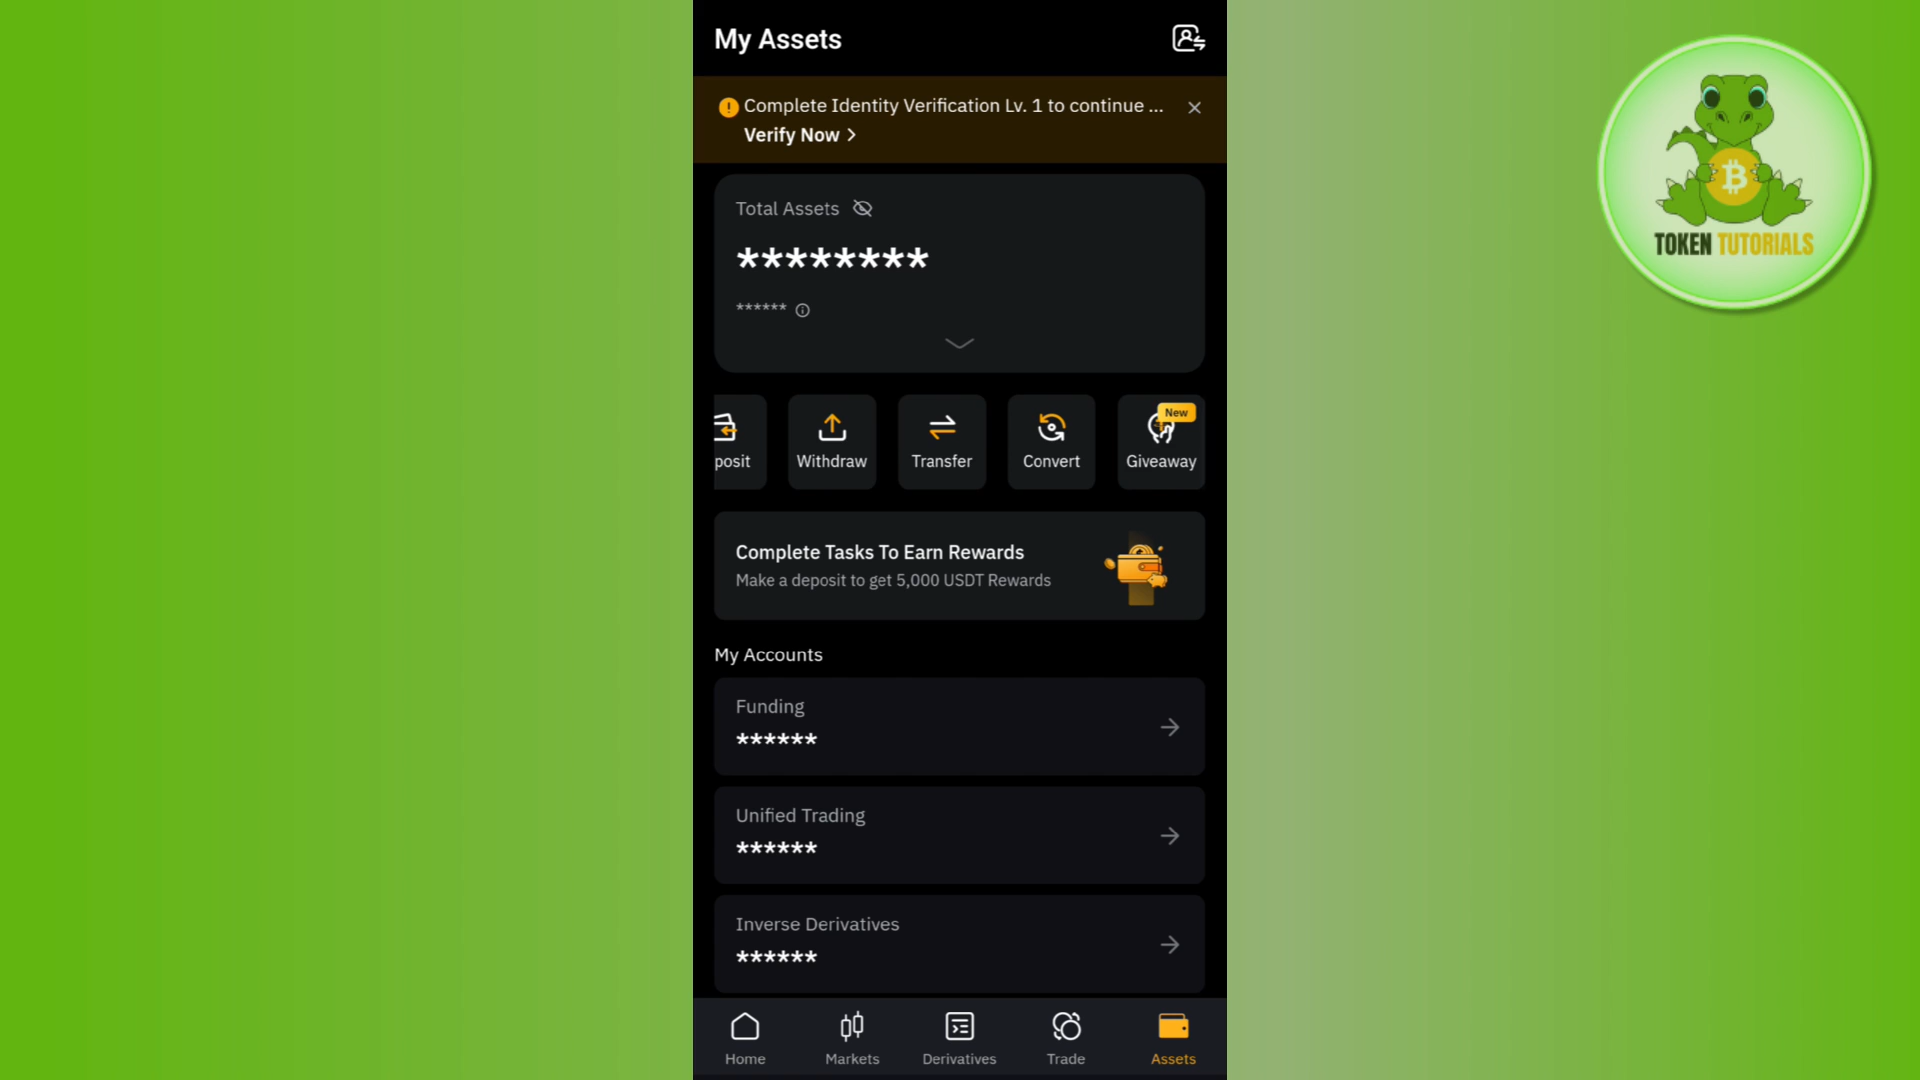 My Assets
Complete Identity Verification Lv. 1 to continue ...
Verify Now >
Total Assets
********
******
posit
Withdraw
Transfer
Convert
New
Giveaway
Complete Tasks To Earn Rewards
Make a deposit to get 5,000 USDT Rewards
My Accounts
Funding
******
Unified Trading
******
Inverse Derivatives
******
Home
Markets
Derivatives
Trade
Assets
TOKEN TUTORIALS